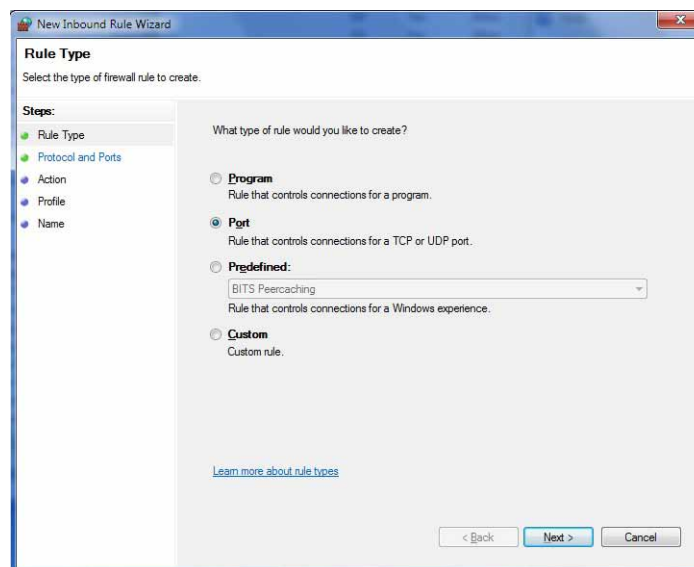 New Inbound Rule Wizard
Rule Type
Select the type of firewall rule to create.
Steps:
Rule Type
Protocol and Ports
Action
Profile
Name
What type of rule would you like to create?
Program
Rule that controls connections for a program.
Port
Rule that controls connections for a TCP or UDP port.
Predefined:
BITS Peercaching
Rule that controls connections for a Windows experience.
Custom
Custom rule.
Learn more about rule types
< Back Next > Cancel